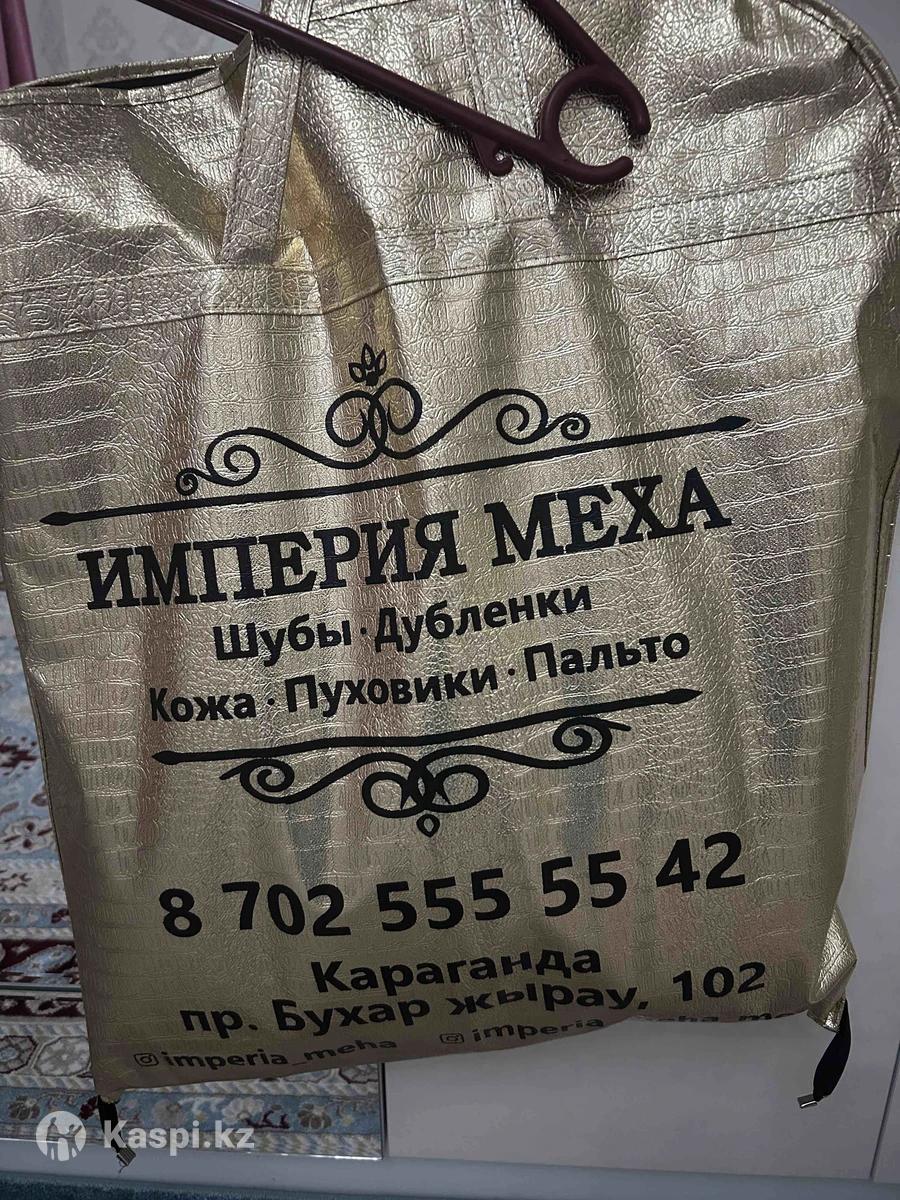 ИМПЕРИЯ МЕХА
Шубы · Дубленки
Кожа · Пуховики · Пальто
8 702 555 55 42
Караганда
пр. Бухар жырау, 102
imperia_meha imperia_
Kaspi.kz